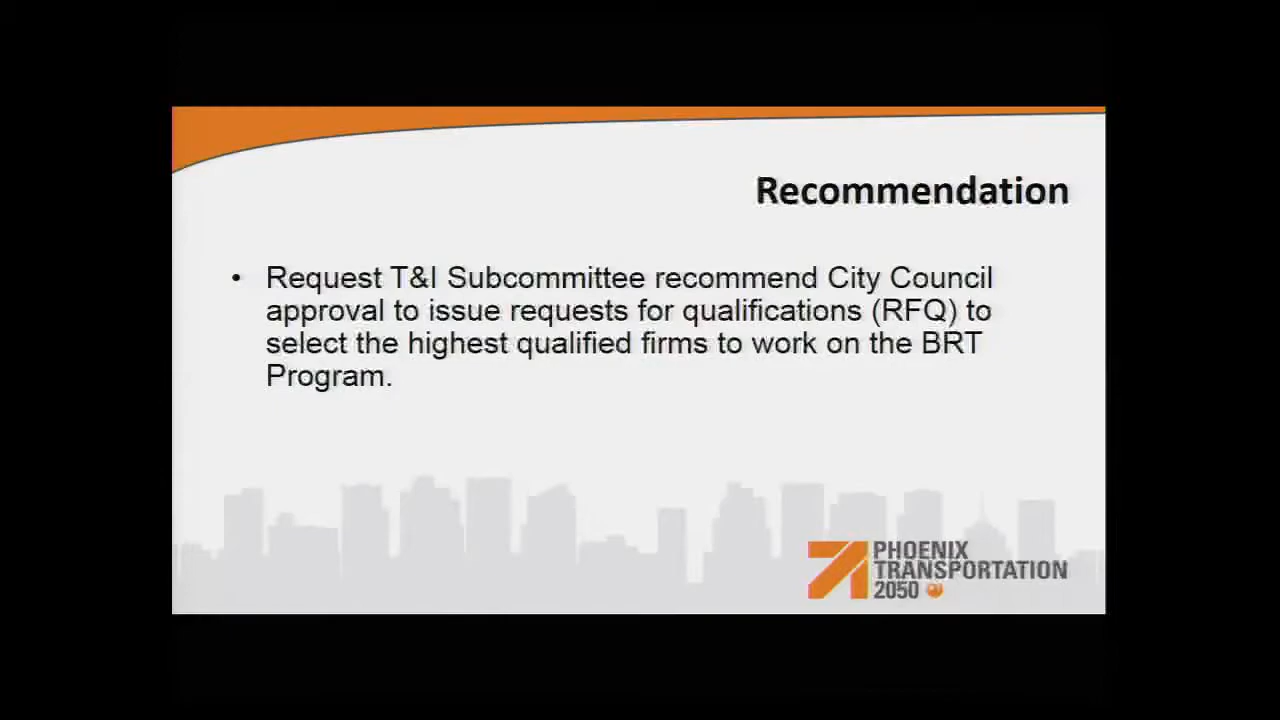 Recommendation
• Request T&I Subcommittee recommend City Council
approval to issue requests for qualifications (RFQ) to
select the highest qualified firms to work on the BRT
Program.
PHOENIX
TRANSPORTATION
2050